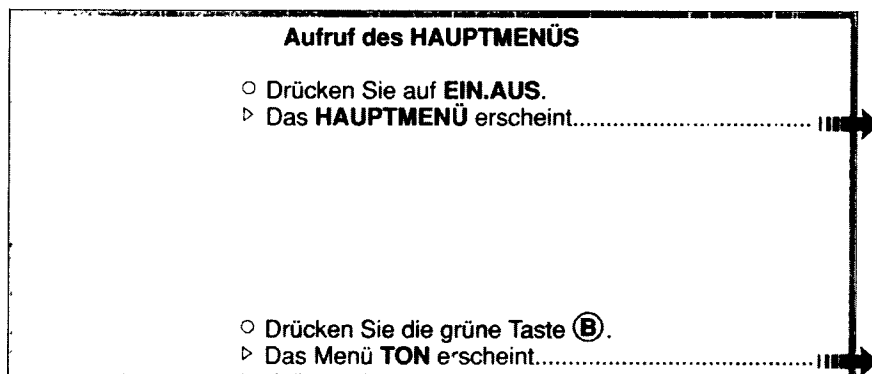 Aufruf des HAUPTMENÜS
○ Drücken Sie auf EIN.AUS.
▷ Das HAUPTMENÜ erscheint...............................................
○ Drücken Sie die grüne Taste Ⓑ.
▷ Das Menü TON erscheint.....................................................